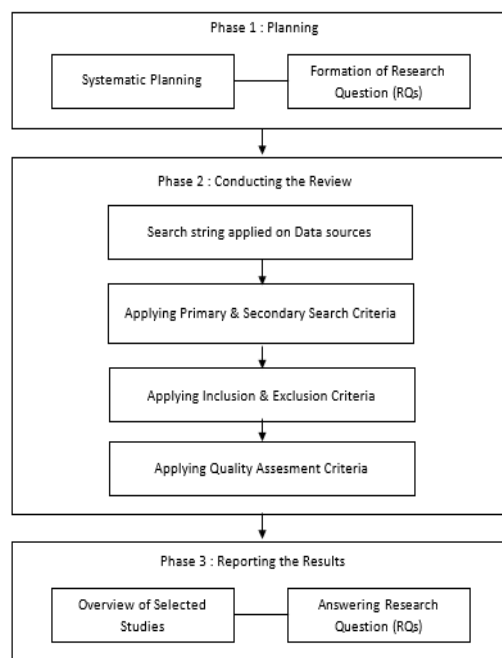 Phase 1 : Planning
Systematic Planning
Formation of Research
Question (RQs)
Phase 2 : Conducting the Review
Search string applied on Data sources
Applying Primary & Secondary Search Criteria
Applying Inclusion & Exclusion Criteria
Applying Quality Assesment Criteria
Phase 3 : Reporting the Results
Overview of Selected
Studies
Answering Research
Question (RQs)